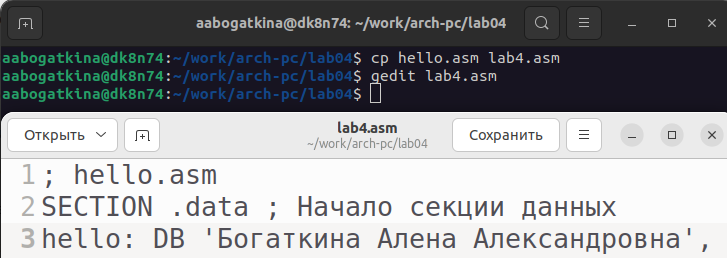 aabogatkina@dk8n74:~/work/arch-pc/lab04
aabogatkina@dk8n74:~/work/arch-pc/lab04$ cp hello.asm lab4.asm
aabogatkina@dk8n74:~/work/arch-pc/lab04$ gedit lab4.asm
aabogatkina@dk8n74:~/work/arch-pc/lab04$
Открыть
lab4.asm
~/work/arch-pc/lab04
Сохранить
1 ; hello.asm
2 SECTION .data ; Начало секции данных
3 hello: DB 'Богаткина Алена Александровна',